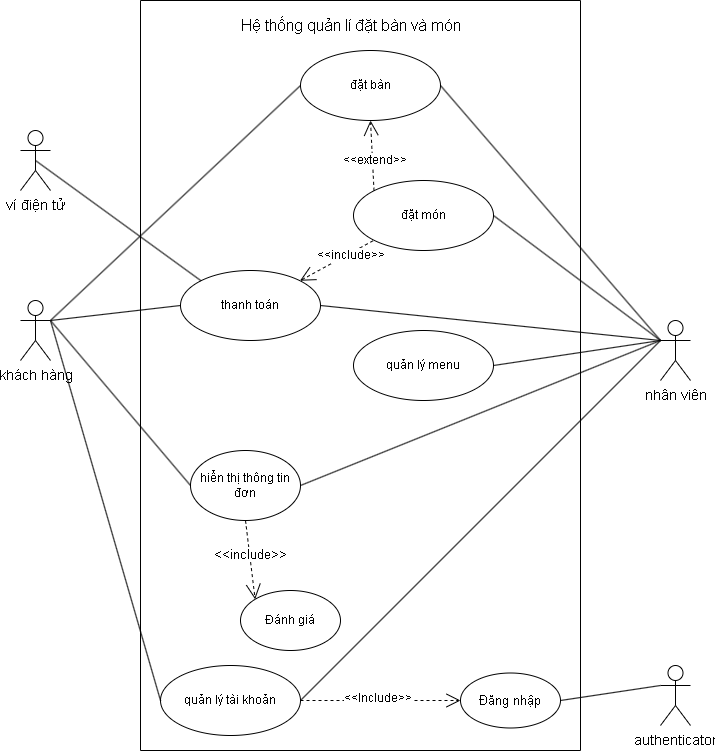 Hệ thống quản lí đặt bàn và món
đặt bàn
<<extend>>
ví điện tử
đặt món
<<include>>
thanh toán
quản lý menu
khách hàng
nhân viên
hiển thị thông tin
đơn
<<include>>
Đánh giá
quản lý tài khoản
<<Include>>
Đăng nhập
authenticator